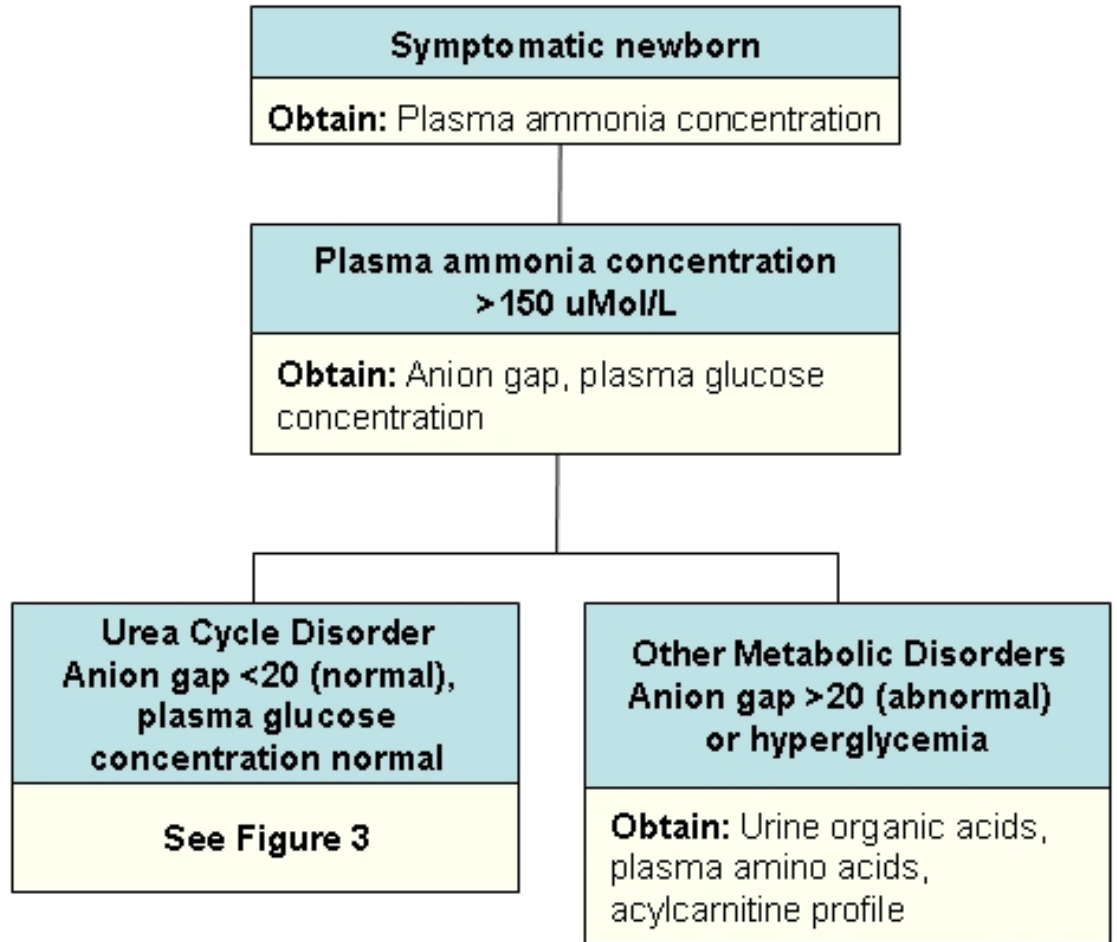 Symptomatic newborn
Obtain: Plasma ammonia concentration
Plasma ammonia concentration
>150 uMol/L
Obtain: Anion gap, plasma glucose
concentration
Urea Cycle Disorder
Anion gap <20 (normal),
plasma glucose
concentration normal
See Figure 3
Other Metabolic Disorders
Anion gap >20 (abnormal)
or hyperglycemia
Obtain: Urine organic acids,
plasma amino acids,
acylcarnitine profile